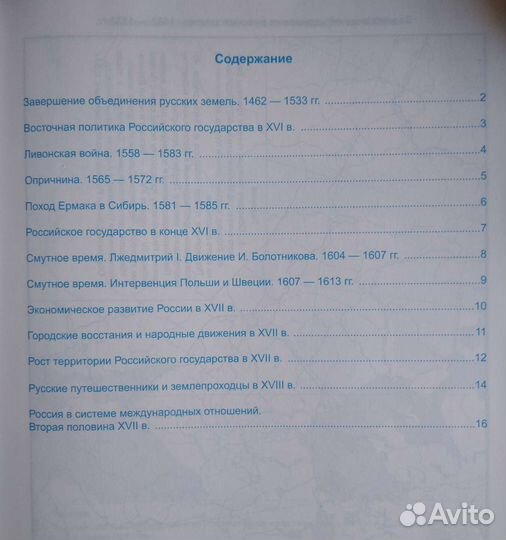 Содержание
Завершение объединения русских земель. 1462 — 1533 гг. 2
Восточная политика Российского государства в XVI в. 3
Ливонская война. 1558 — 1583 гг. 4
Опричнина. 1565 — 1572 гг. 5
Поход Ермака в Сибирь. 1581 — 1585 гг. 6
Российское государство в конце XVI в. 7
Смутное время. Лжедмитрий I. Движение И. Болотникова. 1604 — 1607 гг. 8
Смутное время. Интервенция Польши и Швеции. 1607 — 1613 гг. 9
Экономическое развитие России в XVII в. 10
Городские восстания и народные движения в XVII в. 11
Рост территории Российского государства в XVII в. 12
Русские путешественники и землепроходцы в XVIII в. 14
Россия в системе международных отношений.
Вторая половина XVII в. 16
Avito